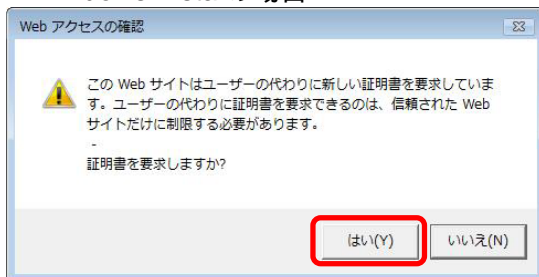 Web アクセスの確認
この Web サイトはユーザーの代わりに新しい証明書を要求していま
す。ユーザーの代わりに証明書を要求できるのは、信頼された Web
サイトだけに制限する必要があります。
-
証明書を要求しますか?
はい(Y)
いいえ(N)